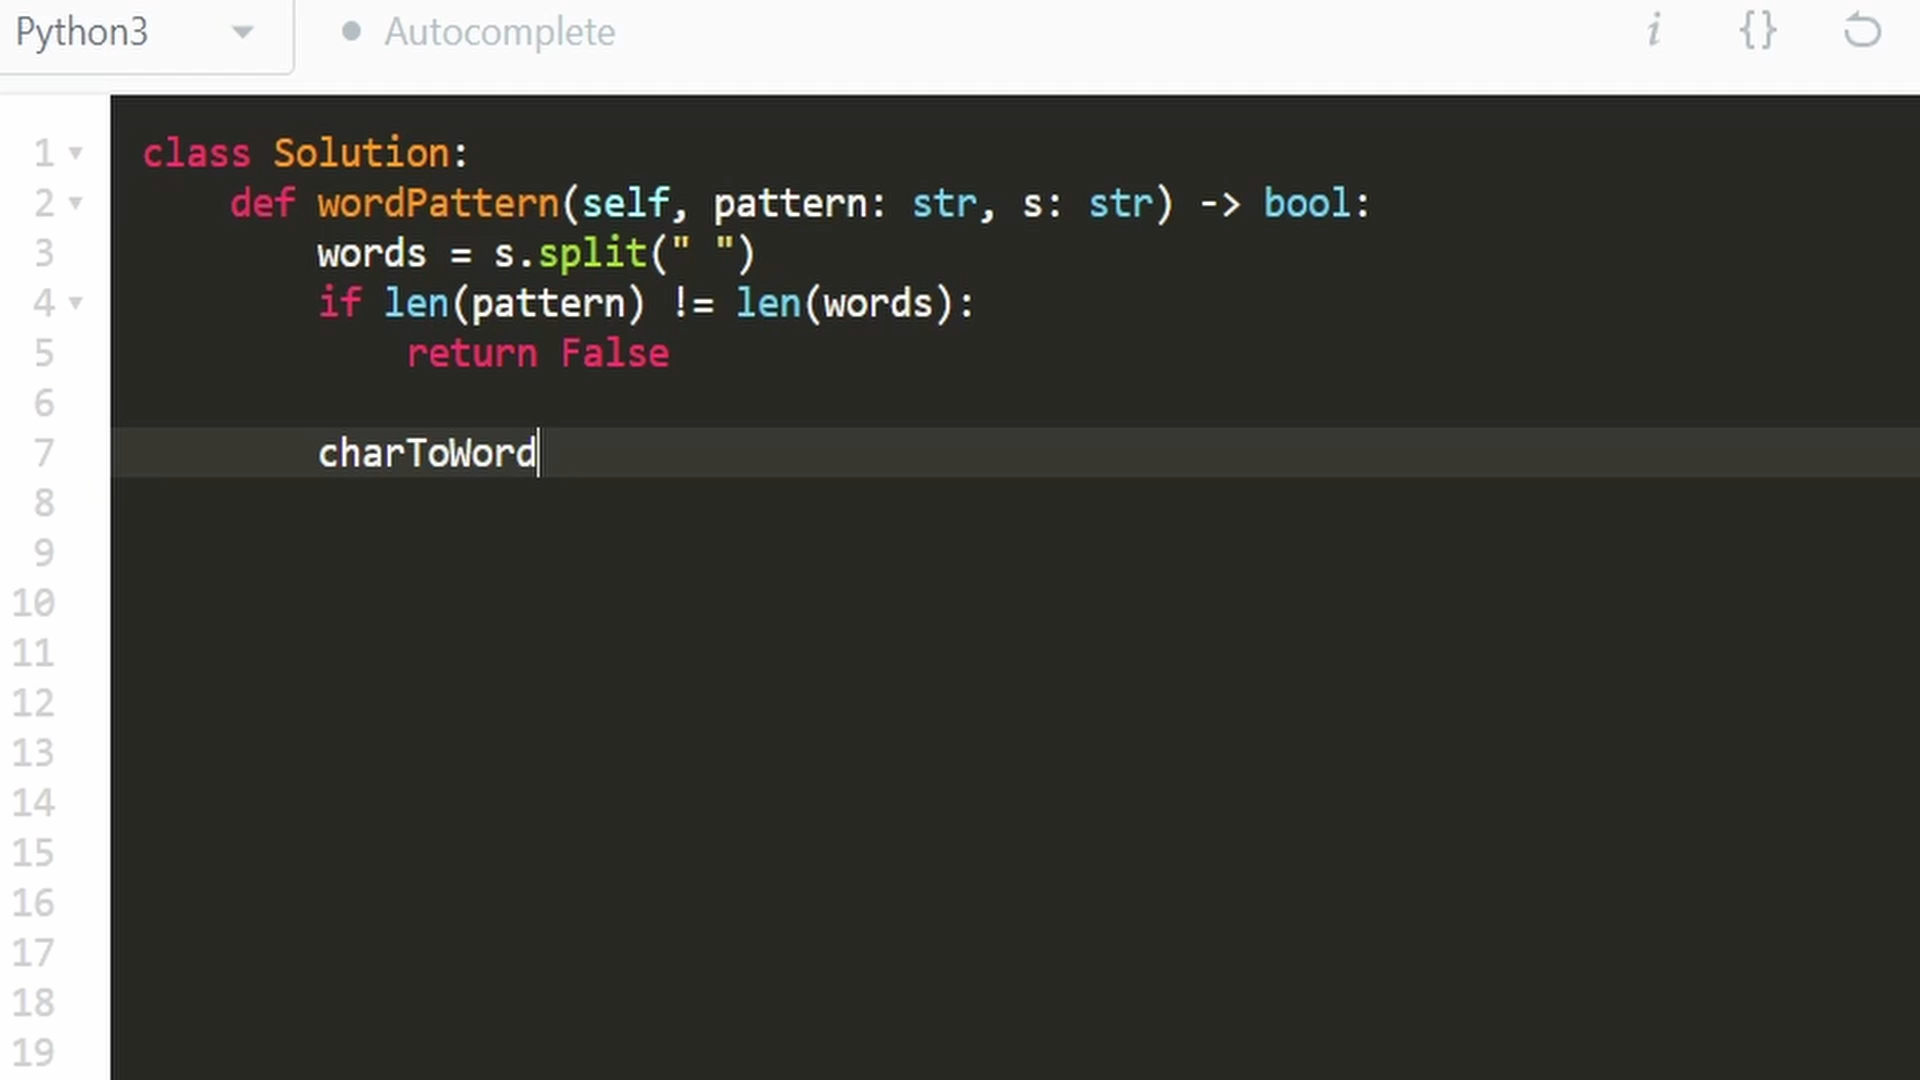 Python3 Autocomplete i {}
1 class Solution:
2 def wordPattern(self, pattern: str, s: str) -> bool:
3 words = s.split(" ")
4 if len(pattern) != len(words):
5 return False
6
7 charToWord
8
9
10
11
12
13
14
15
16
17
18
19